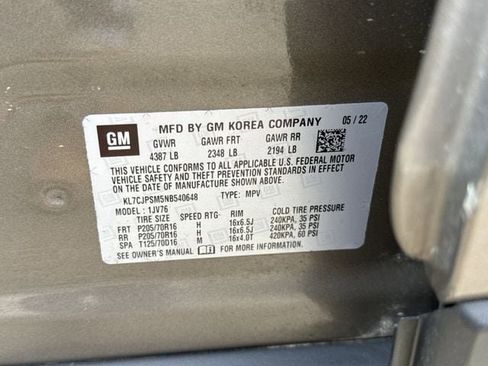 GM
MFD BY GM KOREA COMPANY 05 / 22
GVWR GAWR FRT GAWR RR
4387 LB 2348 LB 2194 LB
THIS VEHICLE CONFORMS TO ALL APPLICABLE U.S. FEDERAL MOTOR
VEHICLE SAFETY AND THEFT PREVENTION STANDARDS IN EFFECT
ON THE DATE OF MANUFACTURE SHOWN ABOVE.
KL7CJPSM5NB540648 TYPE: MPV
MODEL: 1JV76
TIRE SIZE SPEED RTG: RIM COLD TIRE PRESSURE
FRT P205/70R16 H 16x6.5J 240KPA, 35 PSI
RR P205/70R16 H 16x6.5J 240KPA, 35 PSI
SPA T125/70D16 M 16x4.0T 420KPA, 60 PSI
SEE OWNER'S MANUAL FOR MORE INFORMATION